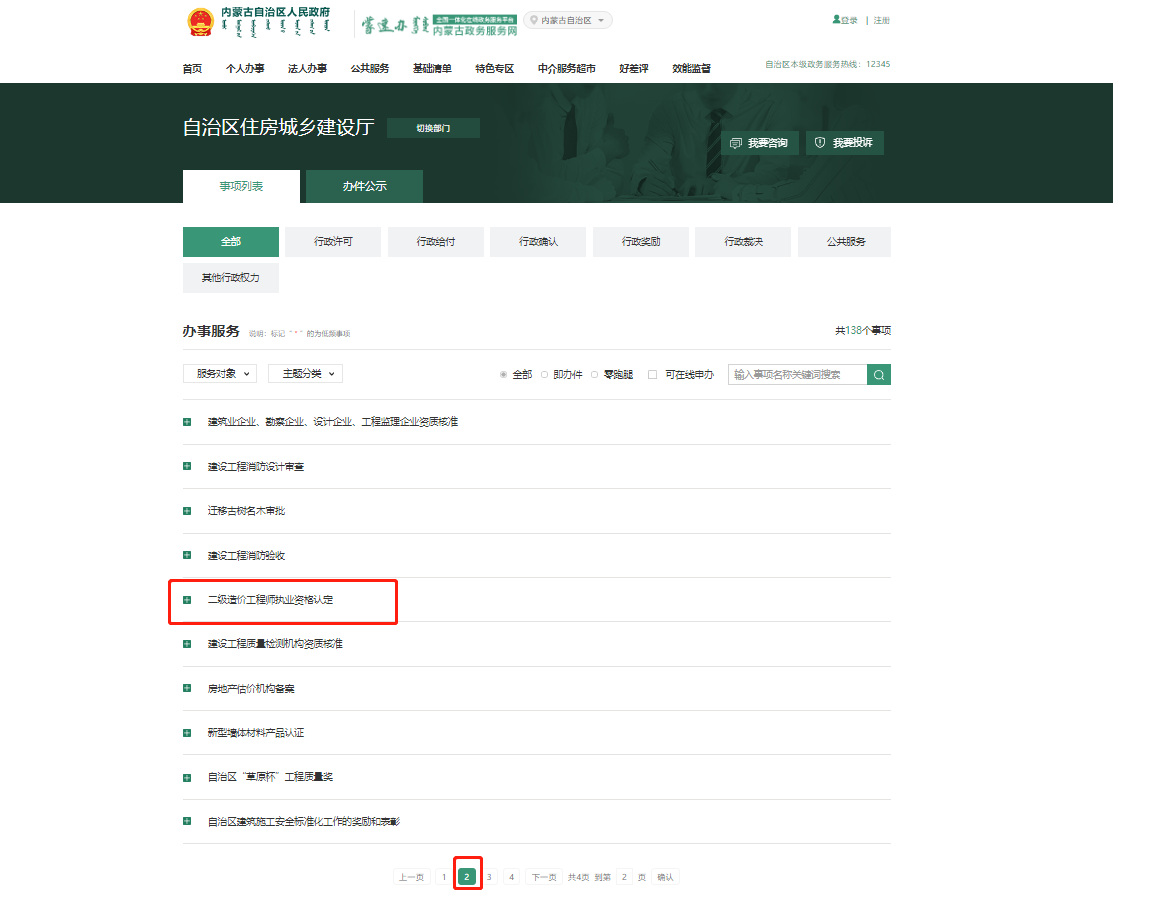 内蒙古自治区人民政府
蒙速办
全国一体化在线政务服务平台
内蒙古政务服务网
内蒙古自治区
登录 | 注册
首页 个人办事 法人办事 公共服务 基础清单 特色专区 中介服务超市 好差评 效能监督
自治区本级政务服务热线：12345
自治区住房城乡建设厅 切换部门
我要咨询 我要投诉
事项列表 办件公示
全部 行政许可 行政给付 行政确认 行政奖励 行政裁决 公共服务
其他行政权力
办事服务 说明：标记 "*" 的为低频事项 共138个事项
服务对象 主题分类 全部 即办件 零跑腿 可在线申办 输入事项名称关键词搜索
建筑业企业、勘察企业、设计企业、工程监理企业资质核准
建设工程消防设计审查
迁移古树名木审批
建设工程消防验收
二级造价工程师执业资格认定
建设工程质量检测机构资质核准
房地产估价机构备案
新型墙体材料产品认证
自治区“草原杯”工程质量奖
自治区建筑施工安全标准化工作的奖励和表彰
上一页 1 2 3 4 下一页 共4页 到第 2 页 确认